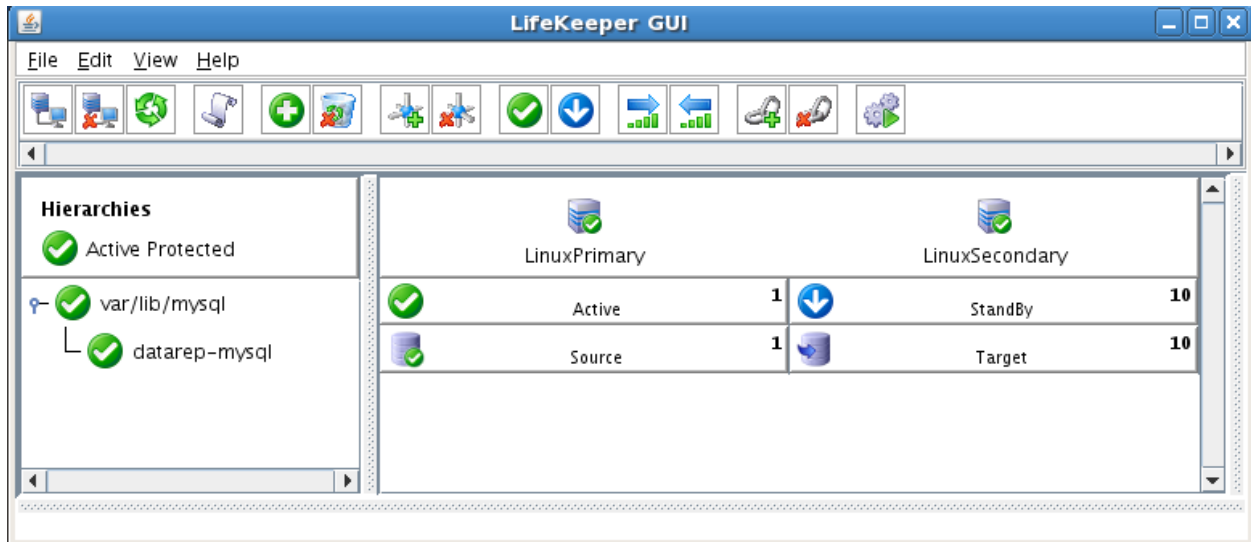 LifeKeeper GUI
File Edit View Help
Hierarchies
Active Protected
LinuxPrimary LinuxSecondary
var/lib/mysql Active 1 StandBy 10
datarep-mysql Source 1 Target 10